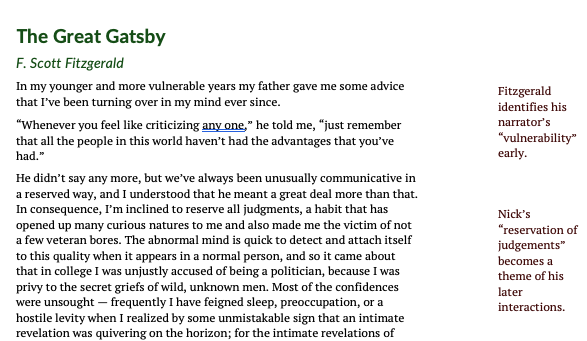 The Great Gatsby
F. Scott Fitzgerald
In my younger and more vulnerable years my father gave me some advice
that I’ve been turning over in my mind ever since.
“Whenever you feel like criticizing any one,” he told me, “just remember
that all the people in this world haven’t had the advantages that you’ve
had.”
He didn’t say any more, but we’ve always been unusually communicative in
a reserved way, and I understood that he meant a great deal more than that.
In consequence, I’m inclined to reserve all judgments, a habit that has
opened up many curious natures to me and also made me the victim of not
a few veteran bores. The abnormal mind is quick to detect and attach itself
to this quality when it appears in a normal person, and so it came about
that in college I was unjustly accused of being a politician, because I was
privy to the secret griefs of wild, unknown men. Most of the confidences
were unsought — frequently I have feigned sleep, preoccupation, or a
hostile levity when I realized by some unmistakable sign that an intimate
revelation was quivering on the horizon; for the intimate revelations of
Fitzgerald
identifies his
narrator’s
“vulnerability”
early.
Nick’s
“reservation of
judgements”
becomes a
theme of his
later
interactions.